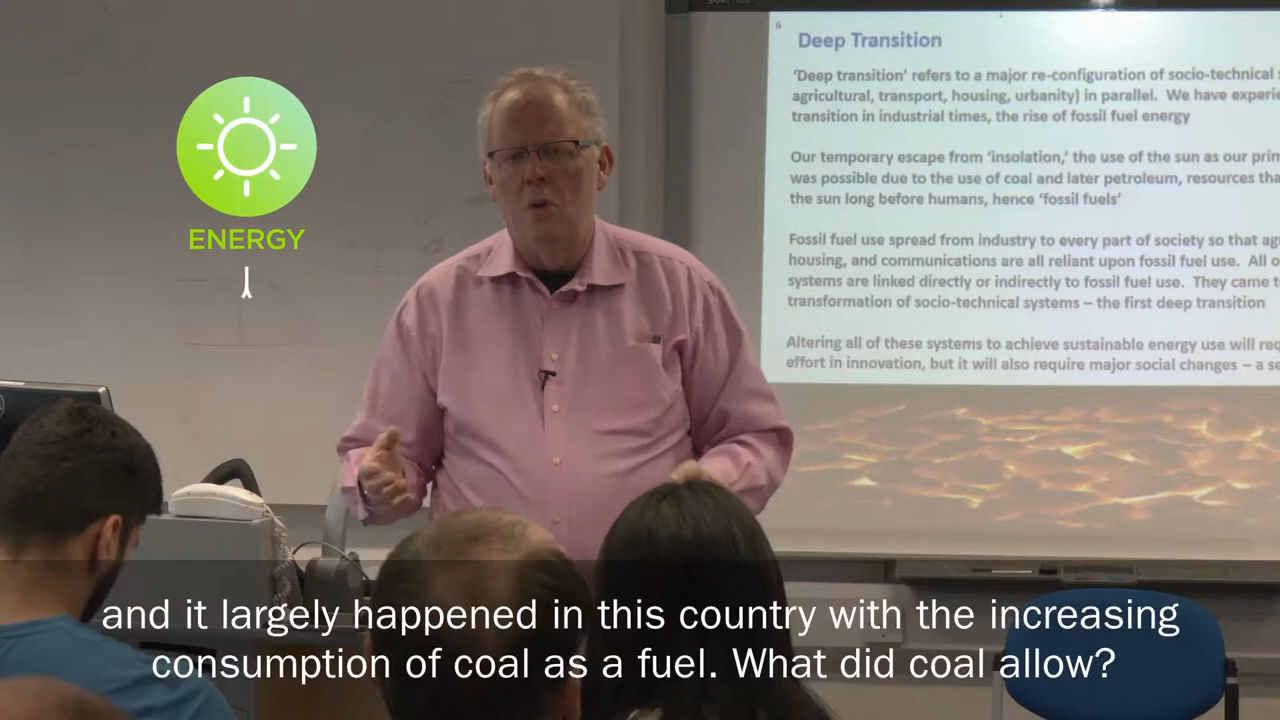 6
Deep Transition
'Deep transition' refers to a major re-configuration of socio-technical
agricultural, transport, housing, urbanity) in parallel. We have experie
transition in industrial times, the rise of fossil fuel energy
Our temporary escape from 'insolation,' the use of the sun as our prim
was possible due to the use of coal and later petroleum, resources tha
the sun long before humans, hence 'fossil fuels'
Fossil fuel use spread from industry to every part of society so that ag
housing, and communications are all reliant upon fossil fuel use. All o
systems are linked directly or indirectly to fossil fuel use. They came t
transformation of socio-technical systems – the first deep transition
Altering all of these systems to achieve sustainable energy use will req
effort in innovation, but it will also require major social changes – a se
ENERGY
and it largely happened in this country with the increasing
consumption of coal as a fuel. What did coal allow?